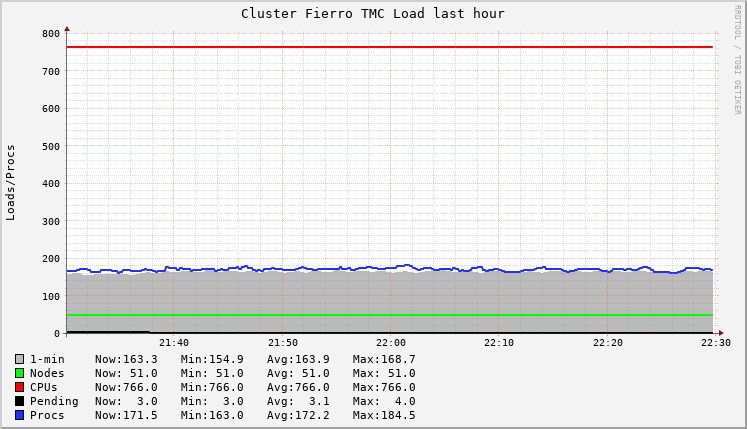 Cluster Fierro TMC Load last hour
RRDTOOL / TOBI OETIKER
Loads/Procs
800
700
600
500
400
300
200
100
0
21:40 21:50 22:00 22:10 22:20 22:30
1-min Now:163.3 Min:154.9 Avg:163.9 Max:168.7
Nodes Now: 51.0 Min: 51.0 Avg: 51.0 Max: 51.0
CPUs Now:766.0 Min:766.0 Avg:766.0 Max:766.0
Pending Now: 3.0 Min: 3.0 Avg: 3.1 Max: 4.0
Procs Now:171.5 Min:163.0 Avg:172.2 Max:184.5